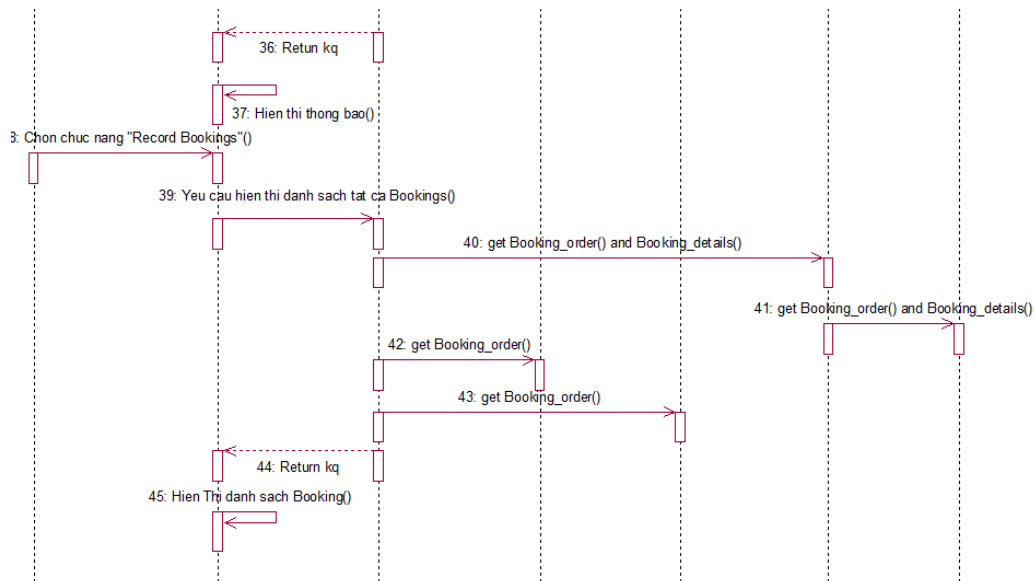 36: Retun kq
37: Hien thi thong bao()
8: Chon chuc nang "Record Bookings"()
39: Yeu cau hien thi danh sach tat ca Bookings()
40: get Booking_order() and Booking_details()
41: get Booking_order() and Booking_details()
42: get Booking_order()
43: get Booking_order()
44: Return kq
45: Hien Thi danh sach Booking()